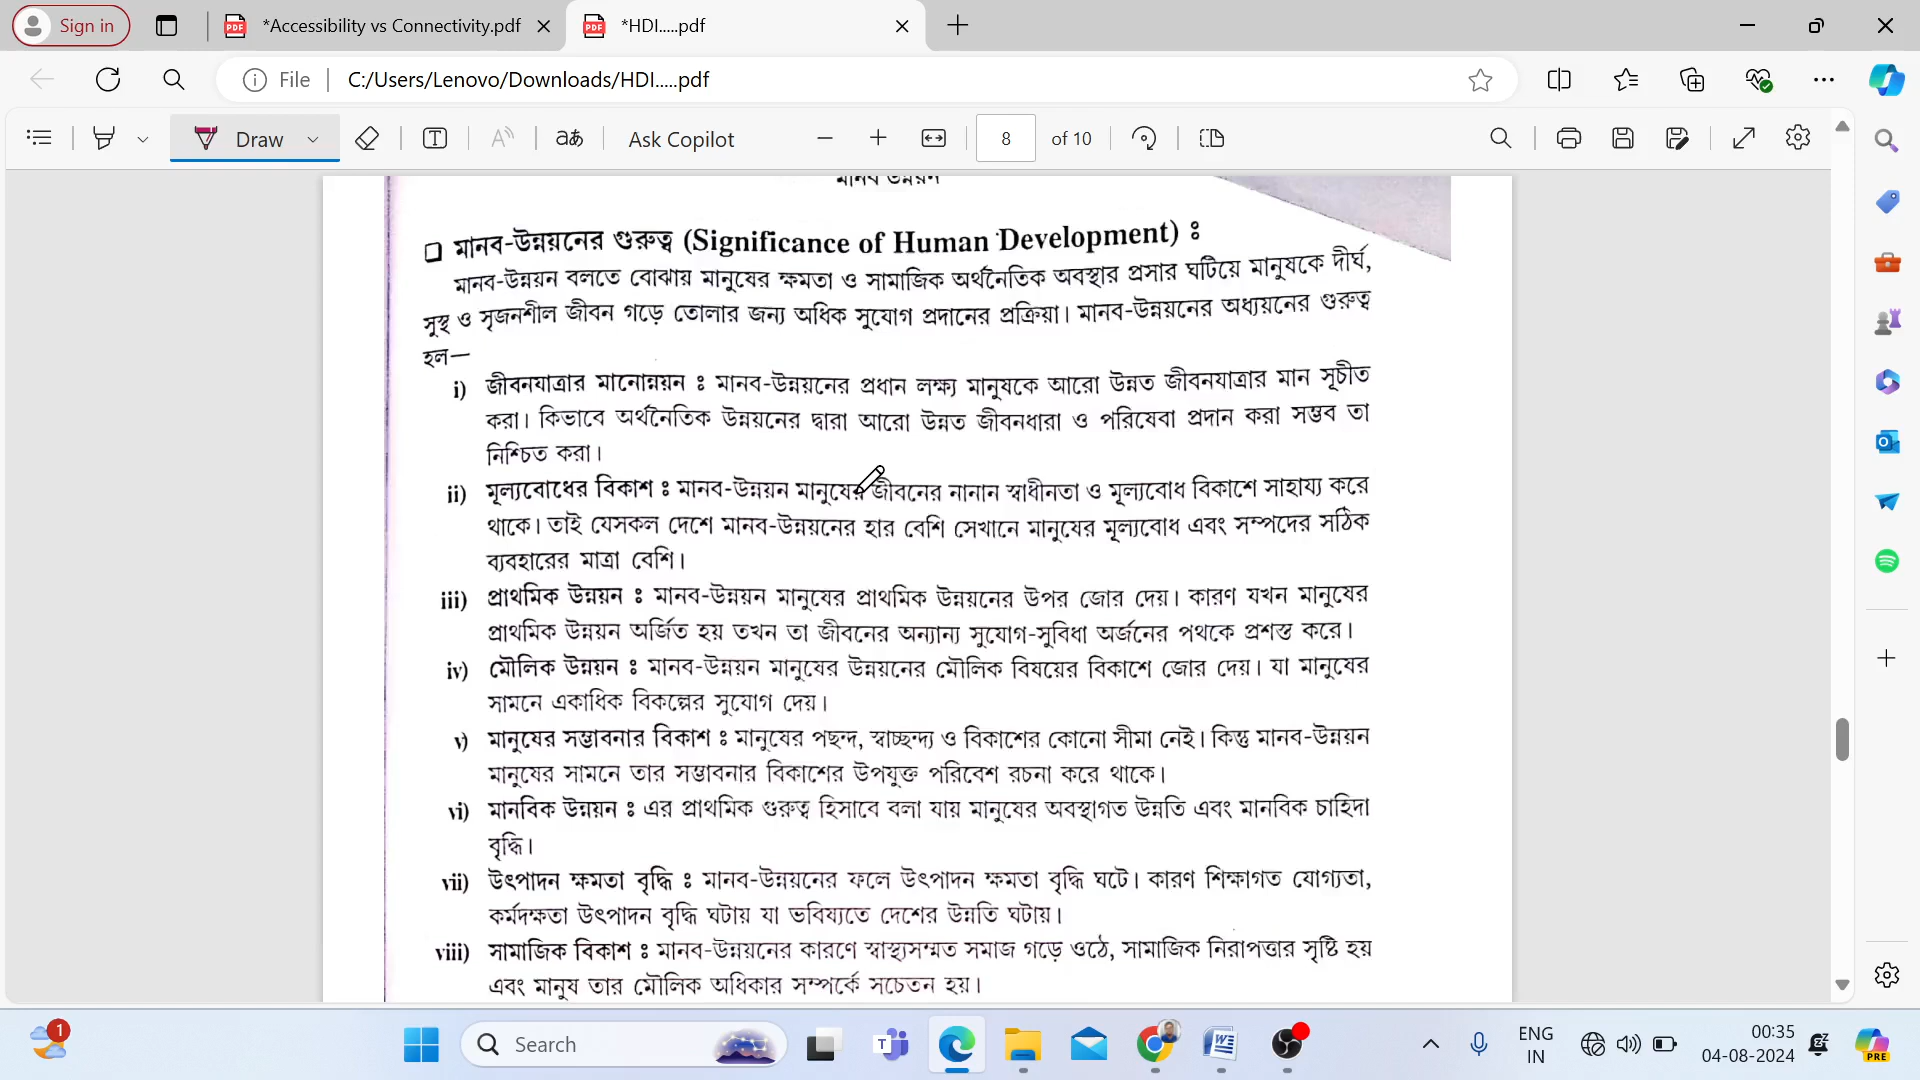 Sign in
*Accessibility vs Connectivity.pdf
*HDI.....pdf
File
C:/Users/Lenovo/Downloads/HDI.....pdf
Draw
Ask Copilot
8
of 10
মানব উন্নয়ন
❑ মানব-উন্নয়নের গুরুত্ব (Significance of Human Development) ঃ
মানব-উন্নয়ন বলতে বোঝায় মানুষের ক্ষমতা ও সামাজিক অর্থনৈতিক অবস্থার প্রসার ঘটিয়ে মানুষকে দীর্ঘ,
সুস্থ ও সৃজনশীল জীবন গড়ে তোলার জন্য অধিক সুযোগ প্রদানের প্রক্রিয়া। মানব-উন্নয়নের অধ্যয়নের গুরুত্ব
হল—
i) জীবনযাত্রার মানোন্নয়ন ঃ মানব-উন্নয়নের প্রধান লক্ষ্য মানুষকে আরো উন্নত জীবনযাত্রার মান সূচীত
করা। কিভাবে অর্থনৈতিক উন্নয়নের দ্বারা আরো উন্নত জীবনধারা ও পরিষেবা প্রদান করা সম্ভব তা
নিশ্চিত করা।
ii) মূল্যবোধের বিকাশ ঃ মানব-উন্নয়ন মানুষের জীবনের নানান স্বাধীনতা ও মূল্যবোধ বিকাশে সাহায্য করে
থাকে। তাই যেসকল দেশে মানব-উন্নয়নের হার বেশি সেখানে মানুষের মূল্যবোধ এবং সম্পদের সঠিক
ব্যবহারের মাত্রা বেশি।
iii) প্রাথমিক উন্নয়ন ঃ মানব-উন্নয়ন মানুষের প্রাথমিক উন্নয়নের উপর জোর দেয়। কারণ যখন মানুষের
প্রাথমিক উন্নয়ন অর্জিত হয় তখন তা জীবনের অন্যান্য সুযোগ-সুবিধা অর্জনের পথকে প্রশস্ত করে।
iv) মৌলিক উন্নয়ন ঃ মানব-উন্নয়ন মানুষের উন্নয়নের মৌলিক বিষয়ের বিকাশে জোর দেয়। যা মানুষের
সামনে একাধিক বিকল্পের সুযোগ দেয়।
v) মানুষের সম্ভাবনার বিকাশ ঃ মানুষের পছন্দ, স্বাচ্ছন্দ্য ও বিকাশের কোনো সীমা নেই। কিন্তু মানব-উন্নয়ন
মানুষের সামনে তার সম্ভাবনার বিকাশের উপযুক্ত পরিবেশ রচনা করে থাকে।
vi) মানবিক উন্নয়ন ঃ এর প্রাথমিক গুরুত্ব হিসাবে বলা যায় মানুষের অবস্থাগত উন্নতি এবং মানবিক চাহিদা
বৃদ্ধি।
vii) উৎপাদন ক্ষমতা বৃদ্ধি ঃ মানব-উন্নয়নের ফলে উৎপাদন ক্ষমতা বৃদ্ধি ঘটে। কারণ শিক্ষাগত যোগ্যতা,
কর্মদক্ষতা উৎপাদন বৃদ্ধি ঘটায় যা ভবিষ্যতে দেশের উন্নতি ঘটায়।
viii) সামাজিক বিকাশ ঃ মানব-উন্নয়নের কারণে স্বাস্থ্যসম্মত সমাজ গড়ে ওঠে, সামাজিক নিরাপত্তার সৃষ্টি হয়
এবং মানুষ তার মৌলিক অধিকার সম্পর্কে সচেতন হয়।
1
Search
ENG
IN
00:35
04-08-2024
PRE